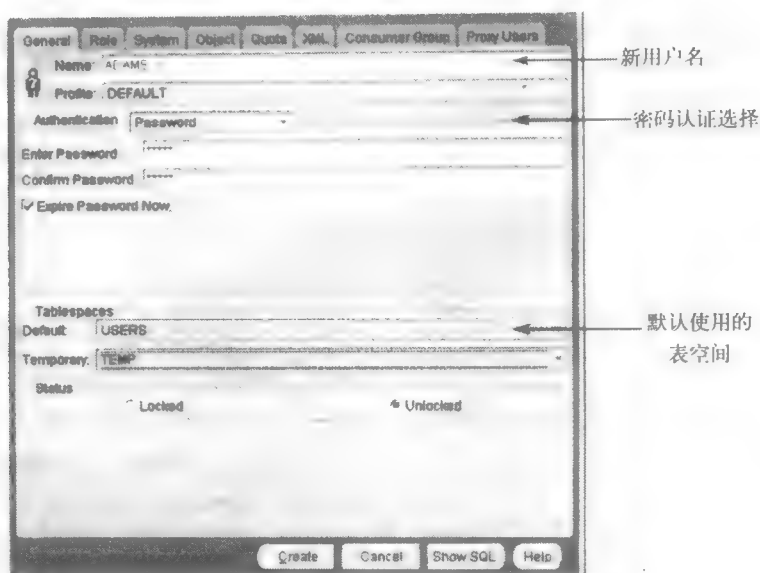 General Role System Object Quota XML Consumer Group Proxy Users
Name: ADAMS
新用户名
Profile: DEFAULT
Authentication Password
密码认证选择
Enter Password *****
Confirm Password *****
Expire Password Now
Tablespaces
Default: USERS
默认使用的
表空间
Temporary: TEMP
Status
Locked Unlocked
Create Cancel Show SQL Help